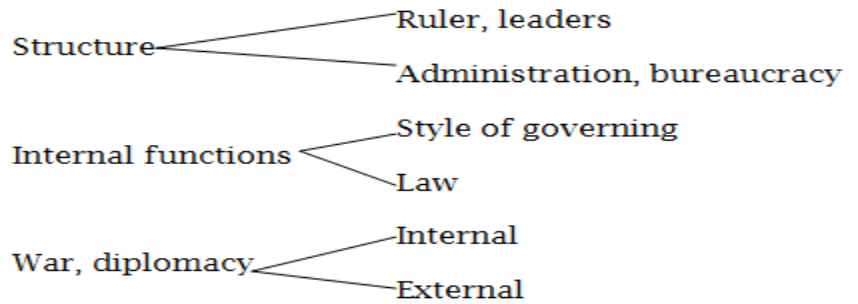 Ruler, leaders
Structure
Administration, bureaucracy
Style of governing
Internal functions
Law
Internal
War, diplomacy
External